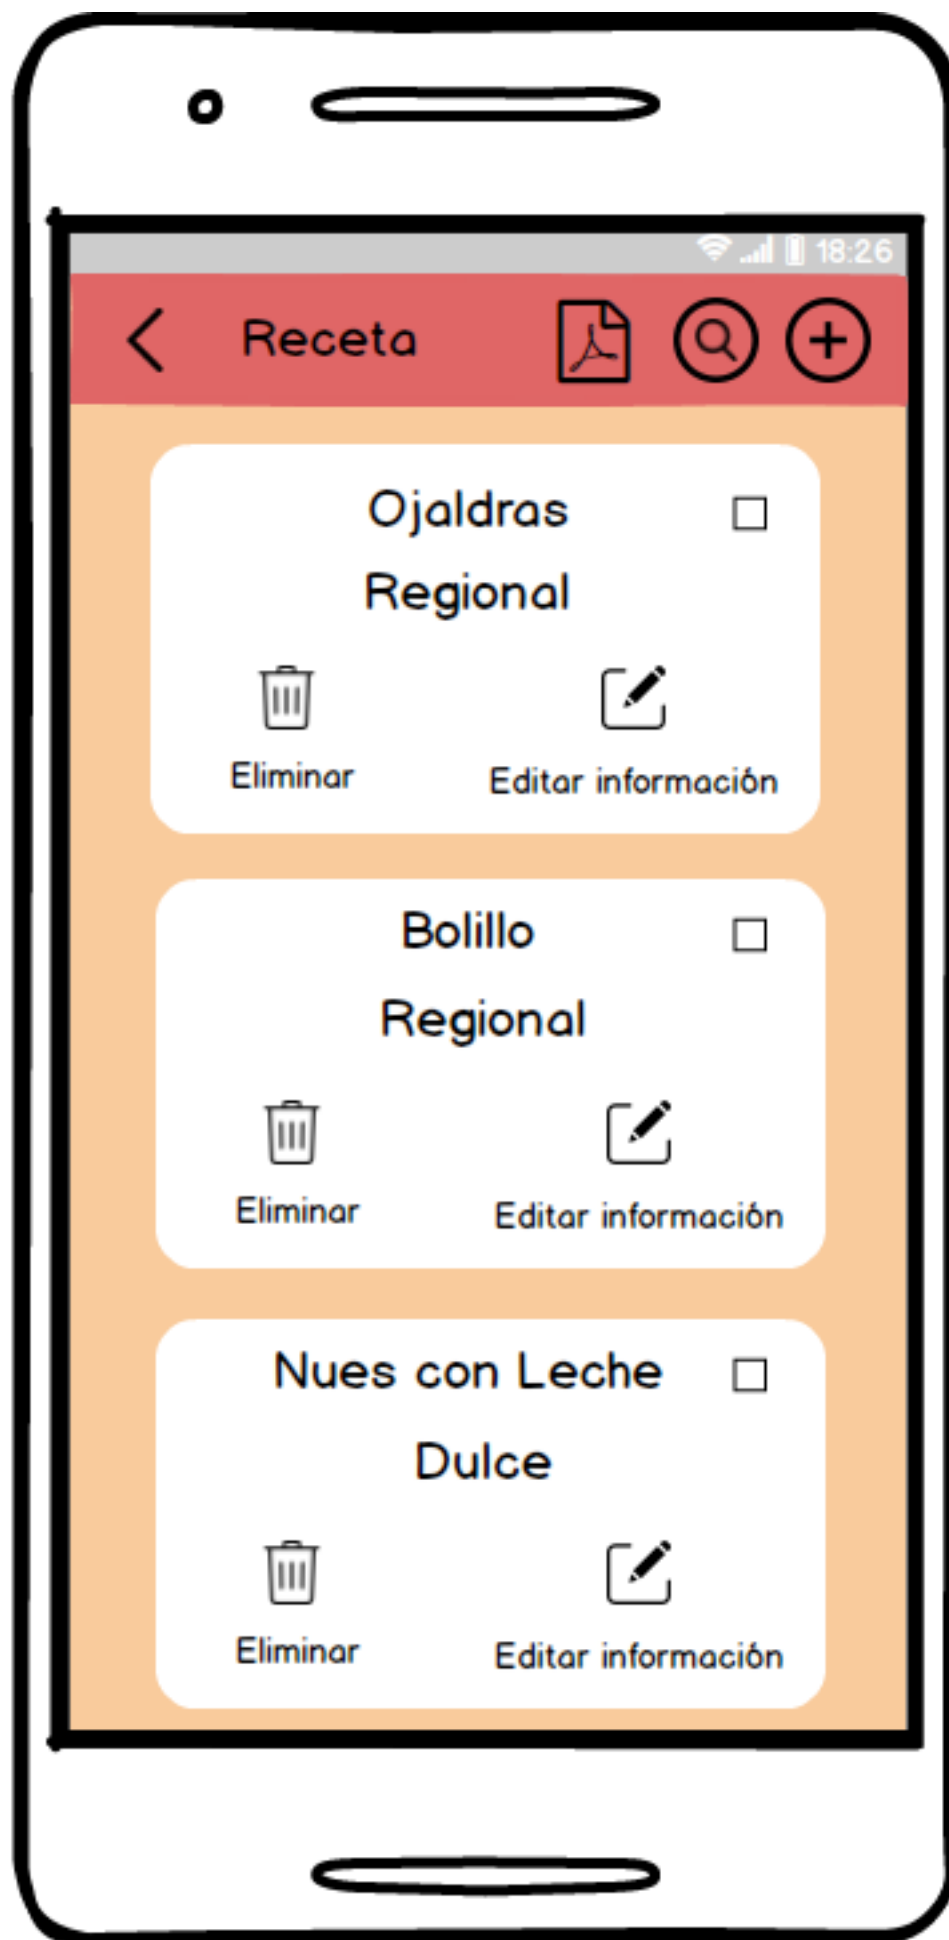 18:26
Receta
Ojaldras
Regional
Eliminar
Editar información
Bolillo
Regional
Eliminar
Editar información
Nues con Leche
Dulce
Eliminar
Editar información